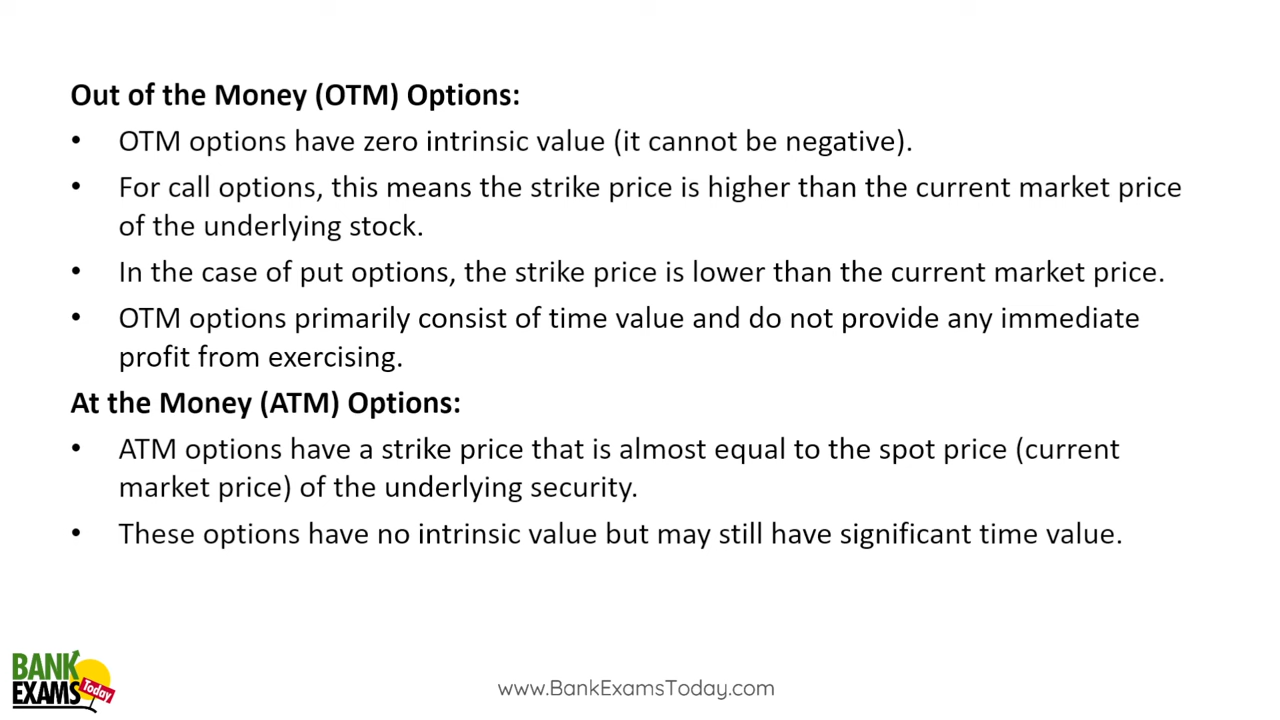 Out of the Money (OTM) Options:
• OTM options have zero intrinsic value (it cannot be negative).
• For call options, this means the strike price is higher than the current market price
of the underlying stock.
• In the case of put options, the strike price is lower than the current market price.
• OTM options primarily consist of time value and do not provide any immediate
profit from exercising.
At the Money (ATM) Options:
• ATM options have a strike price that is almost equal to the spot price (current
market price) of the underlying security.
• These options have no intrinsic value but may still have significant time value.
BANK
EXAMS Today
www.BankExamsToday.com